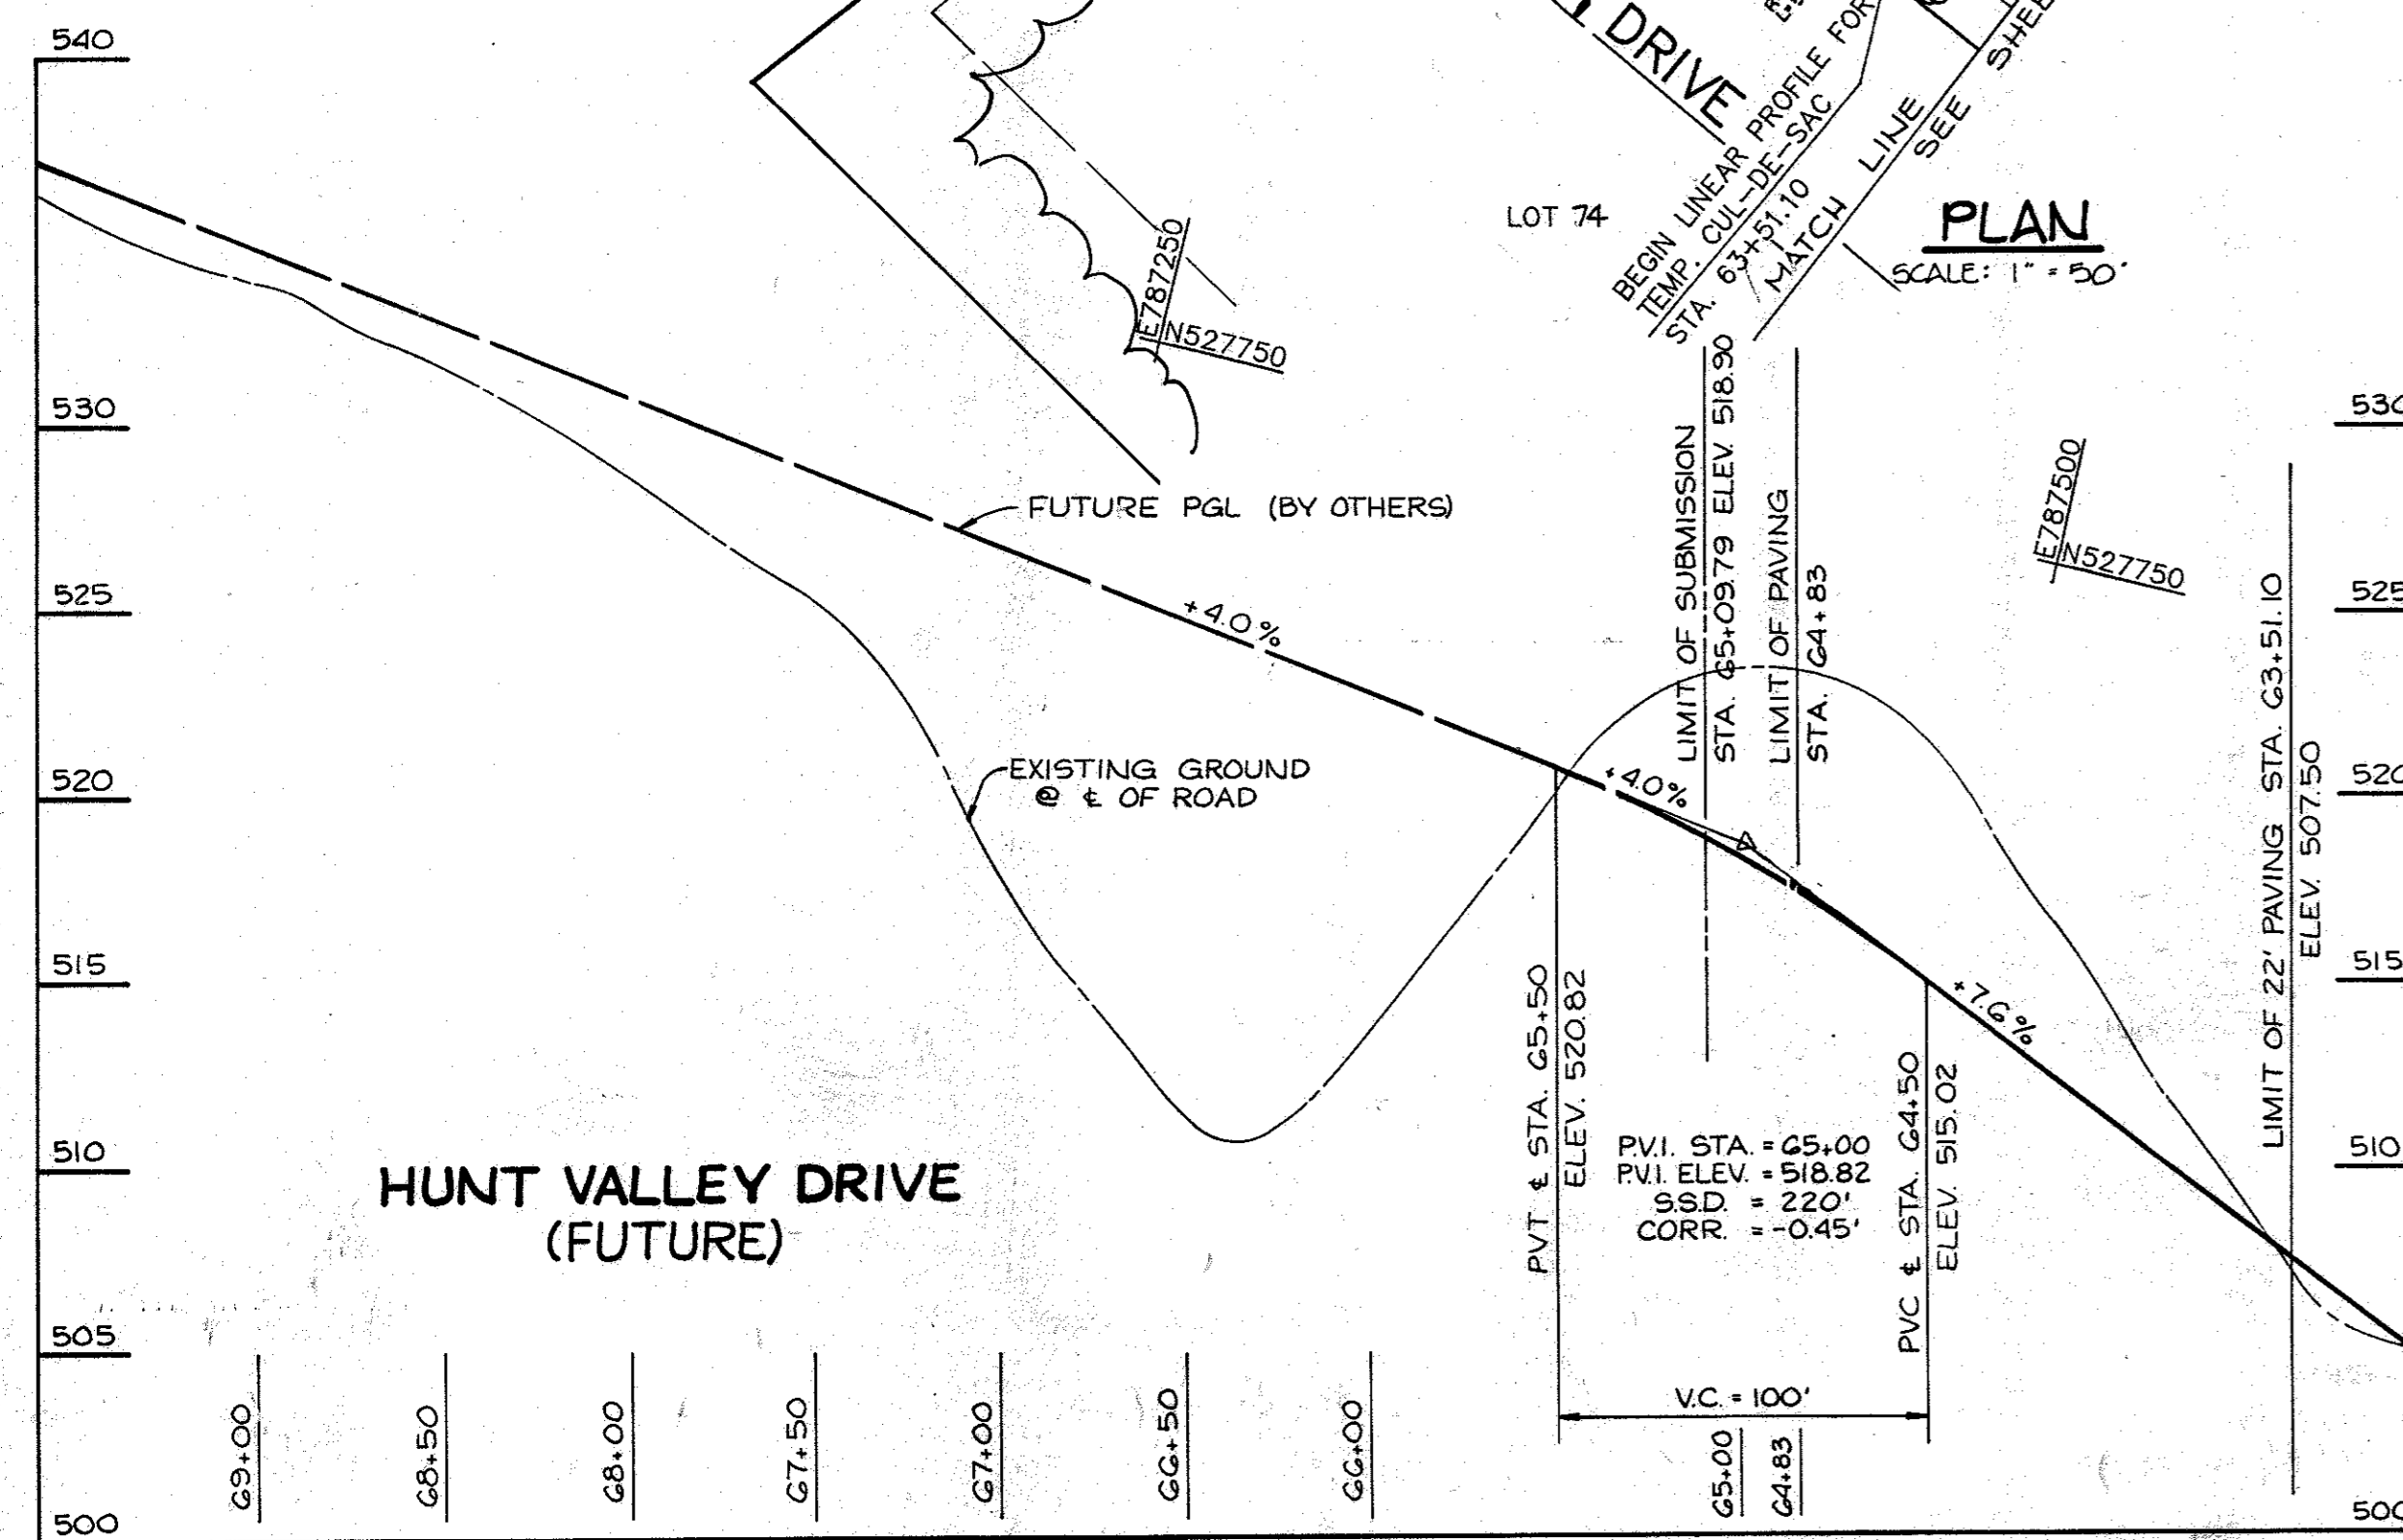 540
530
525
520
515
510
505
500
DRIVE
BEGIN LINEAR PROFILE FOR
TEMP. CUL-DE-SAC
STA. 63+51.10
MATCH LINE
SEE
LOT 74
PLAN
SCALE: 1" = 50'
E787250
N527750
FUTURE PGL (BY OTHERS)
+4.0%
EXISTING GROUND
@ ℄ OF ROAD
LIMIT OF SUBMISSION
STA. 65+09.79 ELEV. 518.90
LIMIT OF PAVING
STA. 64+83
+4.0%
E787500
N527750
LIMIT OF 22' PAVING STA. 63+51.10
ELEV. 507.50
+7.6%
PVT ℄ STA. 65+50
ELEV. 520.82
P.V.I. STA. = 65+00
P.V.I. ELEV. = 518.82
S.S.D. = 220'
CORR. = -0.45'
PVC ℄ STA. 64+50
ELEV. 515.02
HUNT VALLEY DRIVE
(FUTURE)
V.C. = 100'
69+00
68+50
68+00
67+50
67+00
66+50
66+00
65+00
64+83
530
525
520
515
510
500